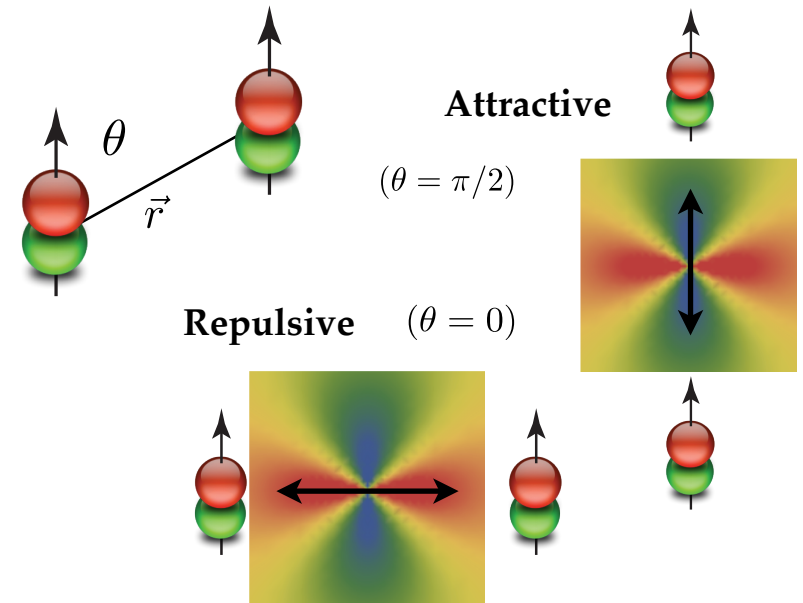 θ
r⃗
Attractive
(θ = π/2)
Repulsive (θ = 0)